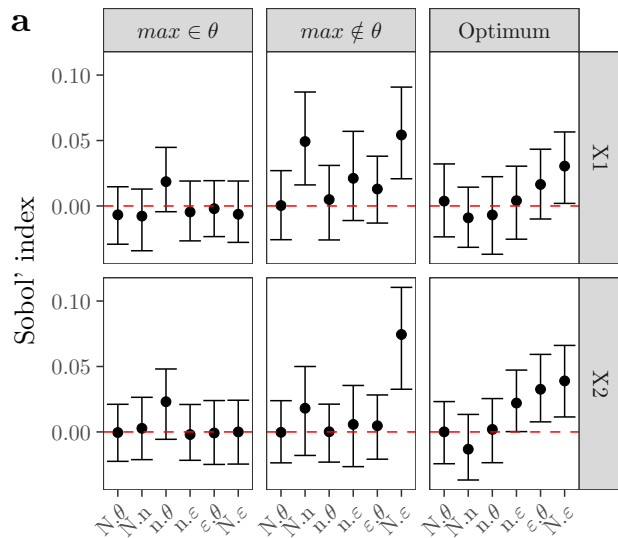 a
max ∈ θ
max ∉ θ
Optimum
Sobol' index
0.10
0.05
0.00
X1
0.10
0.05
0.00
X2
N.θ
N.n
n.θ
n.ε
ε.θ
N.ε
N.θ
N.n
n.θ
n.ε
ε.θ
N.ε
N.θ
N.n
n.θ
n.ε
ε.θ
N.ε